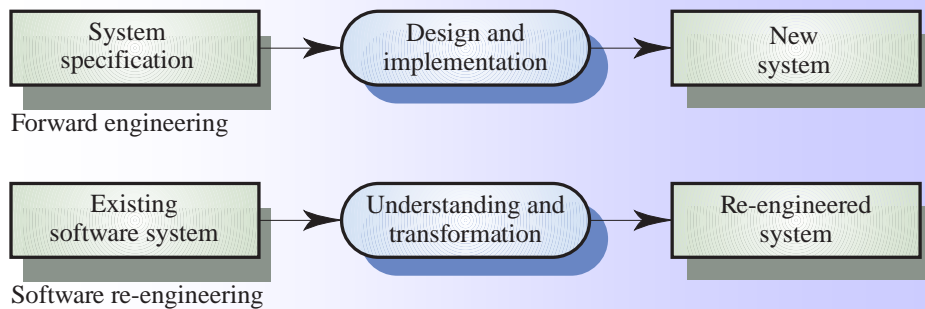 System
specification
Design and
implementation
New
system
Forward engineering
Existing
software system
Understanding and
transformation
Re-engineered
system
Software re-engineering